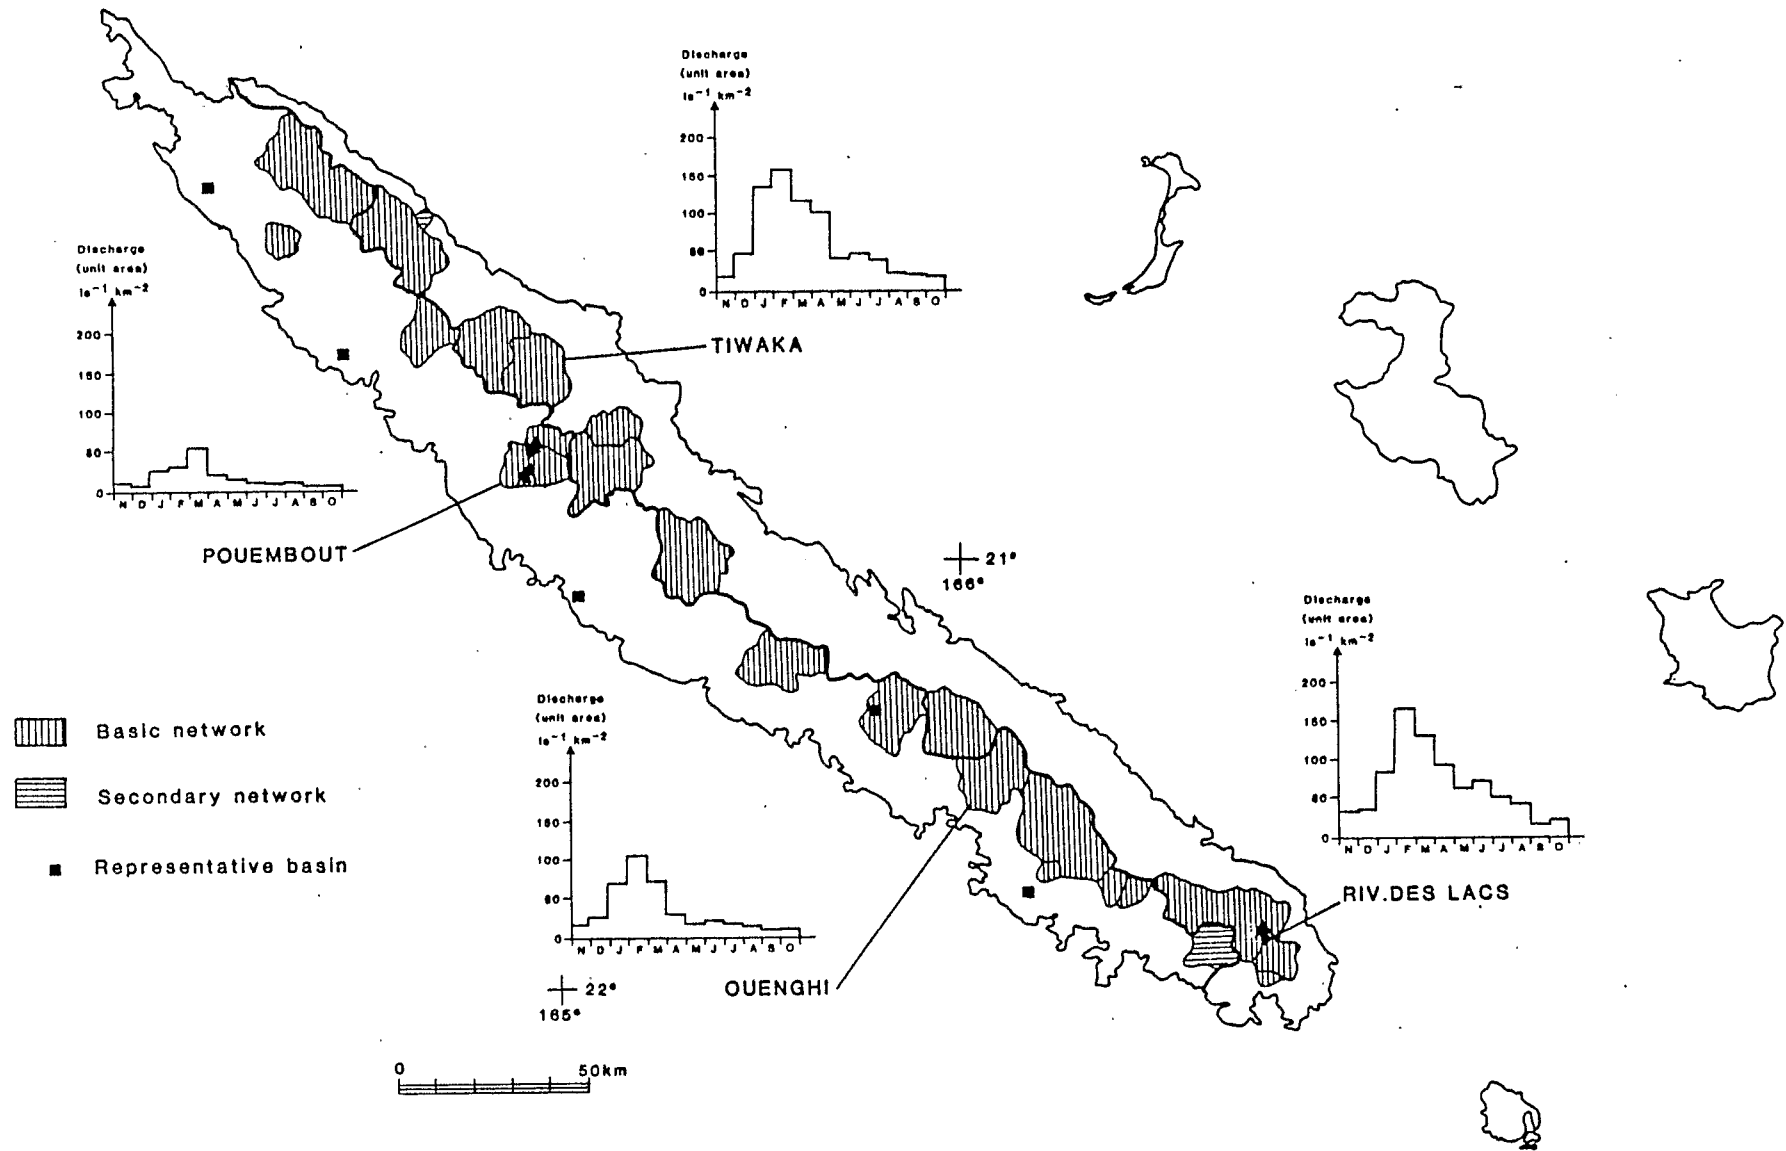 Discharge
(unit area)
ls⁻¹ km⁻²
200
150
100
50
0
N D J F M A M J J A S O
TIWAKA
Discharge
(unit area)
ls⁻¹ km⁻²
200
150
100
50
0
N D J F M A M J J A S O
POUEMBOUT
21°
166°
Discharge
(unit area)
ls⁻¹ km⁻²
200
150
100
50
0
N D J F M A M J J A S O
RIV.DES LACS
Discharge
(unit area)
ls⁻¹ km⁻²
200
150
100
50
0
N D J F M A M J J A S O
OUENGHI
Basic network
Secondary network
Representative basin
22°
165°
0 50km